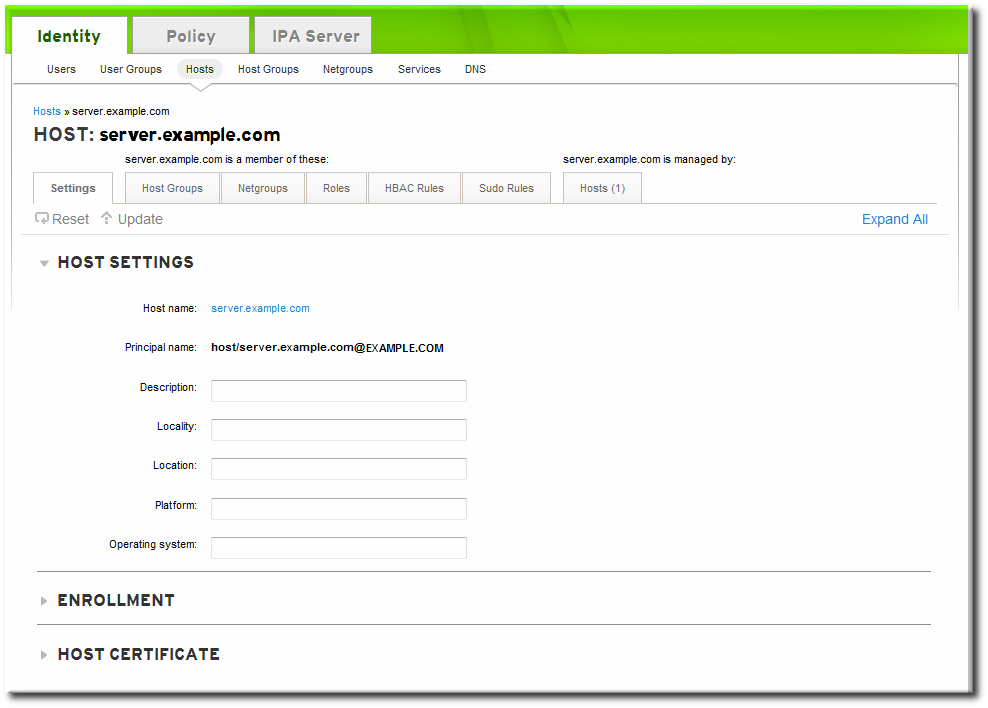 Identity Policy IPA Server
Users User Groups Hosts Host Groups Netgroups Services DNS
Hosts » server.example.com
HOST: server.example.com
server.example.com is a member of these: server.example.com is managed by:
Settings Host Groups Netgroups Roles HBAC Rules Sudo Rules Hosts (1)
Reset Update Expand All
HOST SETTINGS
Host name: server.example.com
Principal name: host/server.example.com@EXAMPLE.COM
Description:
Locality:
Location:
Platform:
Operating system:
ENROLLMENT
HOST CERTIFICATE